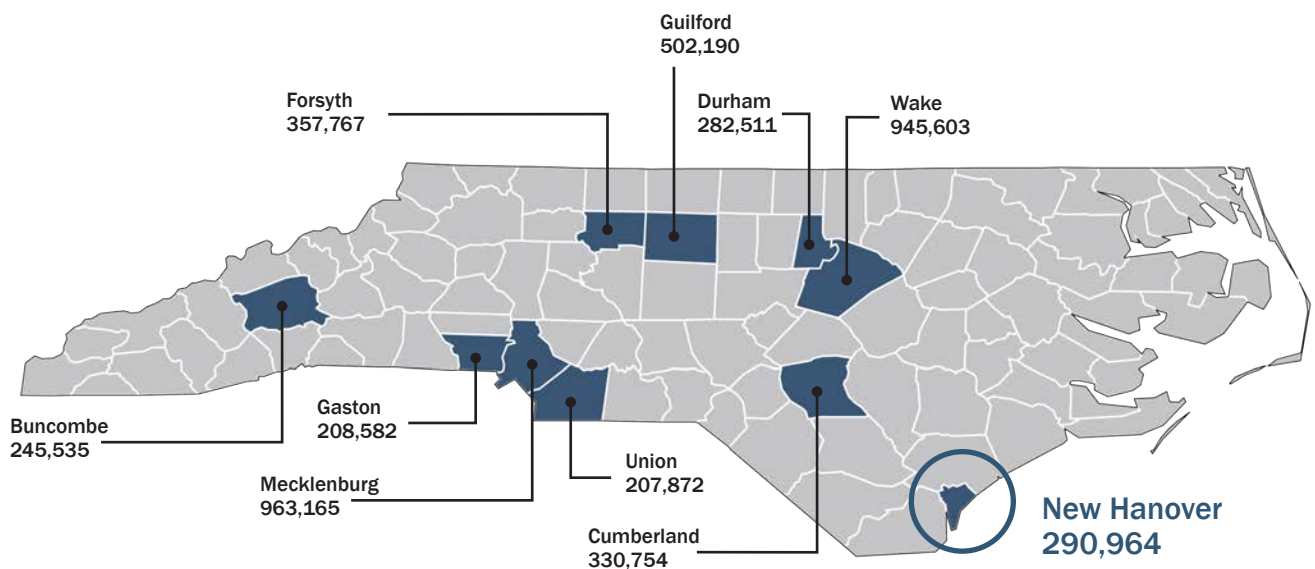 Guilford
502,190
Forsyth
357,767
Durham
282,511
Wake
945,603
Buncombe
245,535
Gaston
208,582
Mecklenburg
963,165
Union
207,872
Cumberland
330,754
New Hanover
290,964